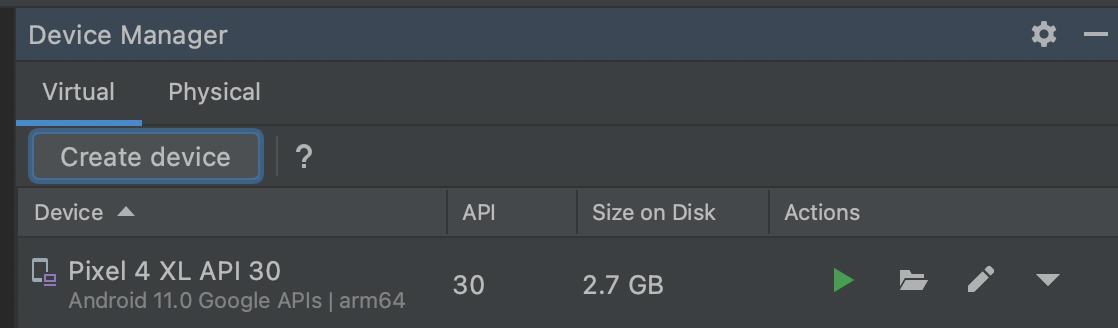 Device Manager
Virtual Physical
Create device ?
Device API Size on Disk Actions
Pixel 4 XL API 30 30 2.7 GB
Android 11.0 Google APIs | arm64